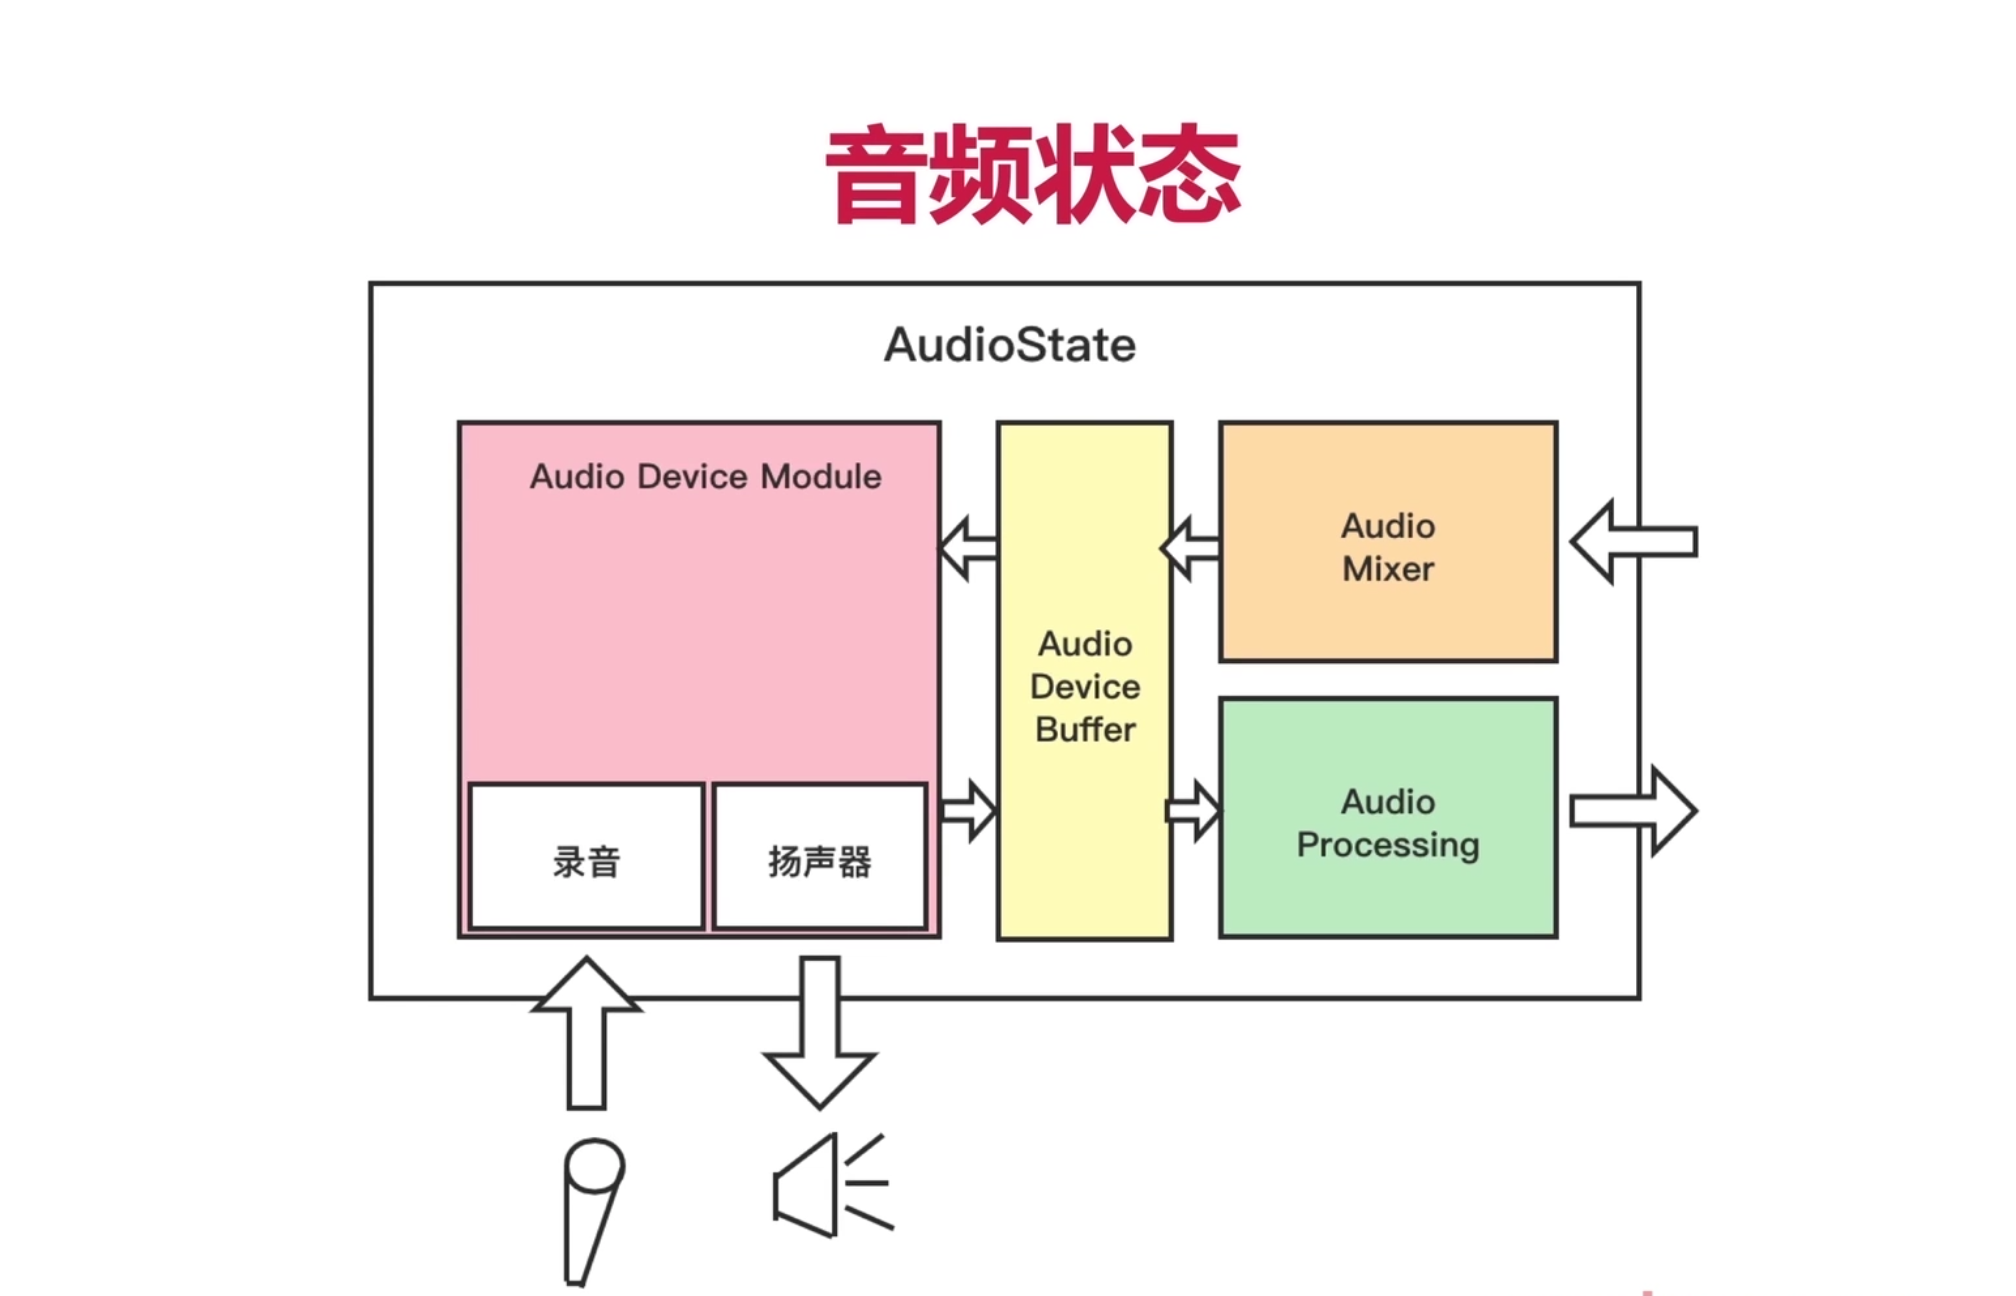 音频状态
AudioState
Audio Device Module
录音
扬声器
Audio
Device
Buffer
Audio
Mixer
Audio
Processing